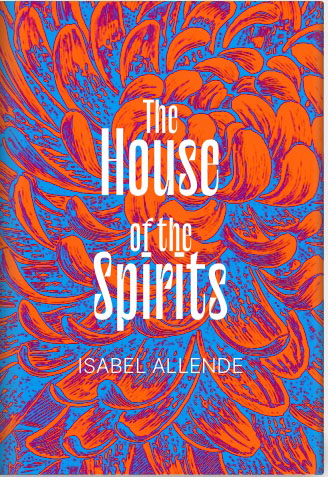 The
House
of the
Spirits
ISABEL ALLENDE